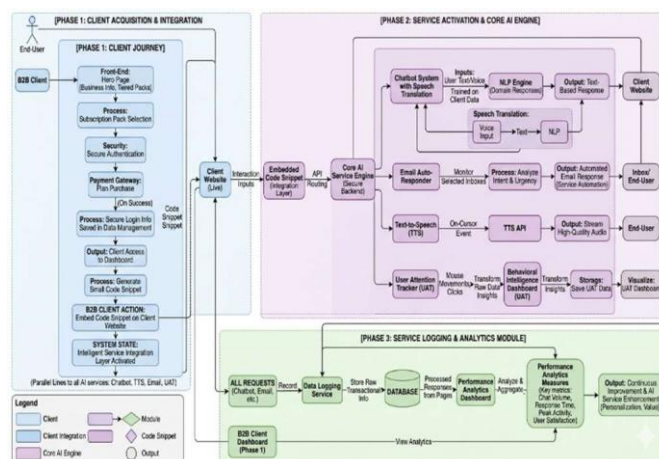 [PHASE 1: CLIENT ACQUISITION & INTEGRATION
End-User
[PHASE 1: CLIENT JOURNEY]
B2B Client
Front-End:
Hero Page
(Business Info, Tiered Packs)
Process:
Subscription Pack Selection
Security:
Secure Authentication
Payment Gateway:
Plan Purchase
(On Success)
Process: Secure Login Info
Saved in Data Management
Output: Client Access
to Dashboard
Process: Generate
Small Code Snippet
B2B CLIENT ACTION:
Embed Code Snippet on Client
Website
SYSTEM STATE:
Intelligent Service Integration
Layer Activated
(Parallel Lines to all AI services: Chatbot, TTS, Email, UAT)
Code
Snippet
Snippet
Client
Website
(Live)
Interaction
Inputs
PHASE 2: SERVICE ACTIVATION & CORE AI ENGINE]
Embedded
Code Snippet
(Integration
Layer)
API
Routing
Core AI
Service Engine
(Secure
Backend)
Chatbot System
with Speech
Translation
Inputs:
User Text/Voice
Trained on
Client Data
NLP Engine
(Domain Responses)
Output: Text-
Based Response
Client
Website
Speech Translation:
Voice
Input
Text
NLP
Email Auto-
Responder
Monitor
Selected Inboxes
Process: Analyze
Intent & Urgency
Output: Automated
Email Response
(Service Automation)
Inbox/
End-User
Text-to-Speech
(TTS)
On-Cursor
Event
TTS API
Output: Stream
High-Quality Audio
End-User
User Attention
Tracker (UAT)
Mouse
Movements,
Clicks
Transform
Raw Data
Insights
Behavioral
Intelligence
Dashboard
(UAT)
Transform
Insights
Storags:
Save UAT Data
Visualize:
UAT Dashboard
PHASE 3: SERVICE LOGGING & ANALYTICS MODULE]
ALL REQUESTS
(Chatbot, Email,
etc.)
Record
Data Logging
Service
Store Raw
Transactional
Info
DATABASE
Processed
Responses
from Pages
Performance
Analytics
Dashboard
Analyze &
Aggregate
Performance
Analytics
Measures
(Key metrics:
Chat Volume,
Response Time,
Peak Activity,
User Satisfaction)
Output: Continuous
Improvement & AI
Service Enhancement
(Personalization, Value)
B2B Client
Dashboard
(Phase 1)
View Analytics
Legend
Client
Client Integration
Core AI Engine
Module
Code Snippet
Output